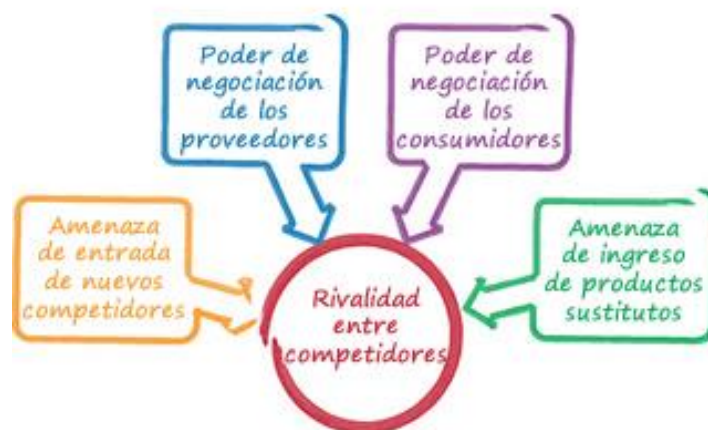 Poder de
negociación
de los
proveedores
Poder de
negociación
de los
consumidores
Amenaza
de entrada
de nuevos
competidores
Rivalidad
entre
competidores
Amenaza
de ingreso
de productos
sustitutos